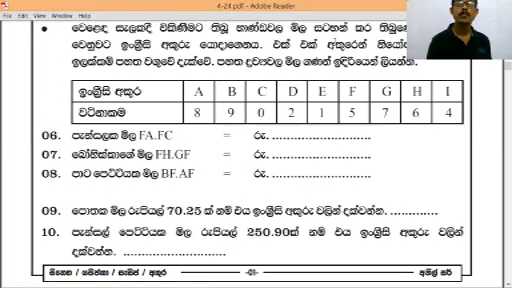 4-24.pdf - Adobe Reader
File Edit View Window Help
වෙළෙඳ සැලකදී විකිණීමට තිබූ භාණ්ඩවල මිල සටහන් කර
වෙනුවට ඉංග්‍රීසි අකුරු යොදාගෙනය. එක් එක් අකුරෙන්
ඉලක්කම් පහත වගුවේ දැක්වේ. පහත ද්‍රව්‍යවල මිල ගණන් ඉදිරියෙන් ලියන්න.
ඉංග්‍රීසි අකුර A B C D E F G H I
වටිනාකම 8 9 0 2 1 5 7 6 4
06. පැන්සලක මිල FA.FC = රු. ..............................
07. බෝනික්කාගේ මිල FH.GF = රු. ..............................
08. පාට පෙට්ටියක මිල BF.AF = රු. ..............................
09. පොතක මිල රුපියල් 70.25 ක් නම් එය ඉංග්‍රීසි අකුරු වලින් දක්වන්න. ..............
10. පැන්සල් පෙට්ටියක මිල රුපියල් 250.90ක් නම් එය ඉංග්‍රීසි අකුරු වලින්
දක්වන්න. ..............................
-01-